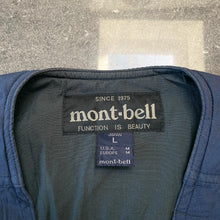 SINCE 1975
mont·bell
FUNCTION IS BEAUTY
JAPAN
L
U.S.A. M
EUROPE M
mont·bell